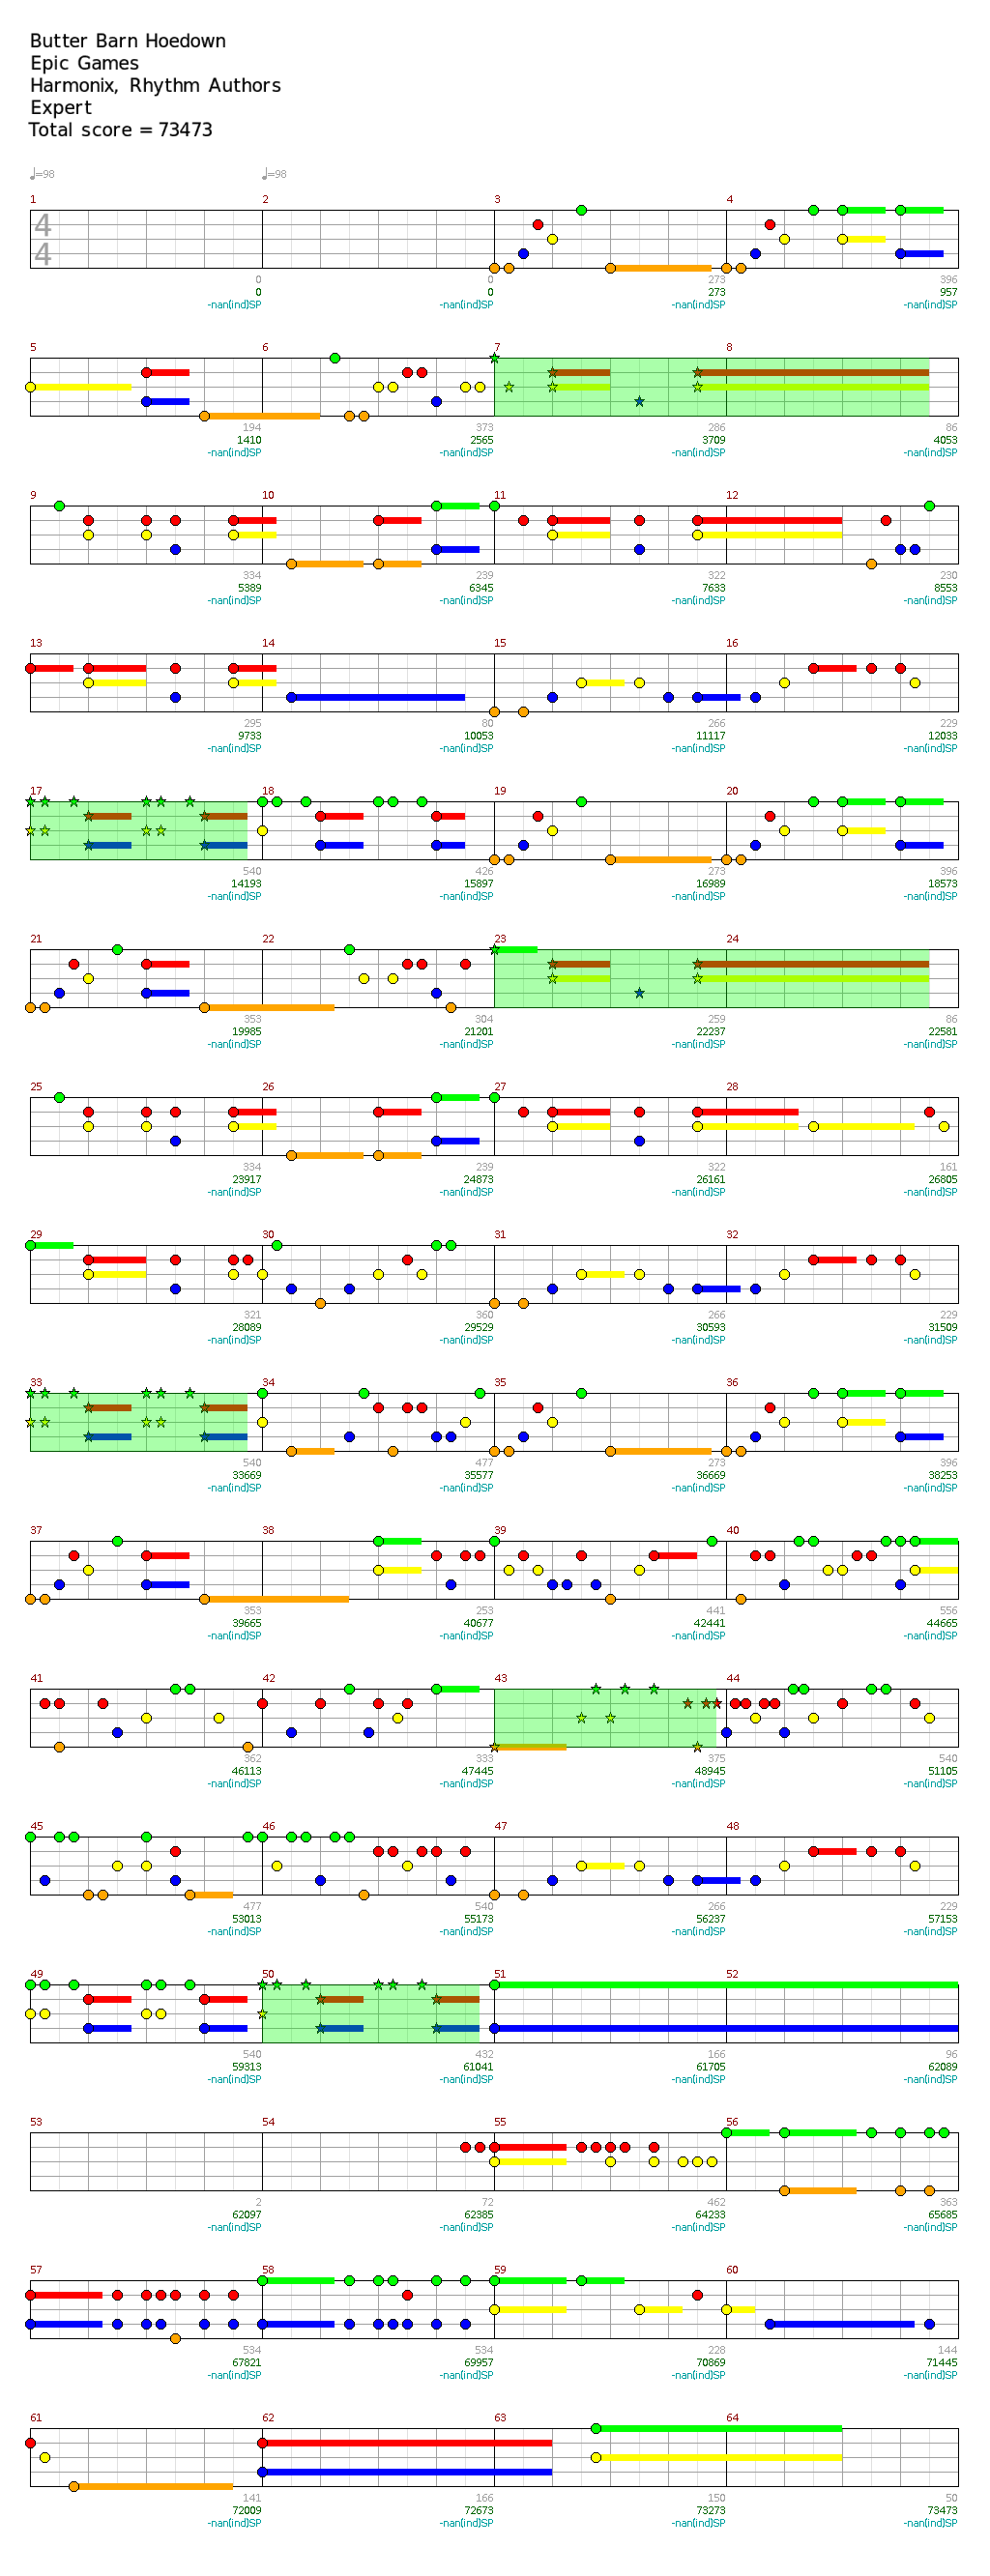 Butter Barn Hoedown
Epic Games
Harmonix, Rhythm Authors
Expert
Total score = 73473
♩=98 ♩=98
1 2 3 4
4
4
0 0 273 396
0 0 273 957
-nan(ind)SP -nan(ind)SP -nan(ind)SP -nan(ind)SP
5 6 7 8
194 373 286 86
1410 2565 3709 4053
-nan(ind)SP -nan(ind)SP -nan(ind)SP -nan(ind)SP
9 10 11 12
334 239 322 230
5389 6345 7633 8553
-nan(ind)SP -nan(ind)SP -nan(ind)SP -nan(ind)SP
13 14 15 16
295 80 266 229
9733 10053 11117 12033
-nan(ind)SP -nan(ind)SP -nan(ind)SP -nan(ind)SP
17 18 19 20
540 426 273 396
14193 15897 16989 18573
-nan(ind)SP -nan(ind)SP -nan(ind)SP -nan(ind)SP
21 22 23 24
353 304 259 86
19985 21201 22237 22581
-nan(ind)SP -nan(ind)SP -nan(ind)SP -nan(ind)SP
25 26 27 28
334 239 322 161
23917 24873 26161 26805
-nan(ind)SP -nan(ind)SP -nan(ind)SP -nan(ind)SP
29 30 31 32
321 360 266 229
28089 29529 30593 31509
-nan(ind)SP -nan(ind)SP -nan(ind)SP -nan(ind)SP
33 34 35 36
540 477 273 396
33669 35577 36669 38253
-nan(ind)SP -nan(ind)SP -nan(ind)SP -nan(ind)SP
37 38 39 40
353 253 441 556
39665 40677 42441 44665
-nan(ind)SP -nan(ind)SP -nan(ind)SP -nan(ind)SP
41 42 43 44
362 333 375 540
46113 47445 48945 51105
-nan(ind)SP -nan(ind)SP -nan(ind)SP -nan(ind)SP
45 46 47 48
477 540 266 229
53013 55173 56237 57153
-nan(ind)SP -nan(ind)SP -nan(ind)SP -nan(ind)SP
49 50 51 52
540 432 166 96
59313 61041 61705 62089
-nan(ind)SP -nan(ind)SP -nan(ind)SP -nan(ind)SP
53 54 55 56
2 72 462 363
62097 62385 64233 65685
-nan(ind)SP -nan(ind)SP -nan(ind)SP -nan(ind)SP
57 58 59 60
534 534 228 144
67821 69957 70869 71445
-nan(ind)SP -nan(ind)SP -nan(ind)SP -nan(ind)SP
61 62 63 64
141 166 150 50
72009 72673 73273 73473
-nan(ind)SP -nan(ind)SP -nan(ind)SP -nan(ind)SP